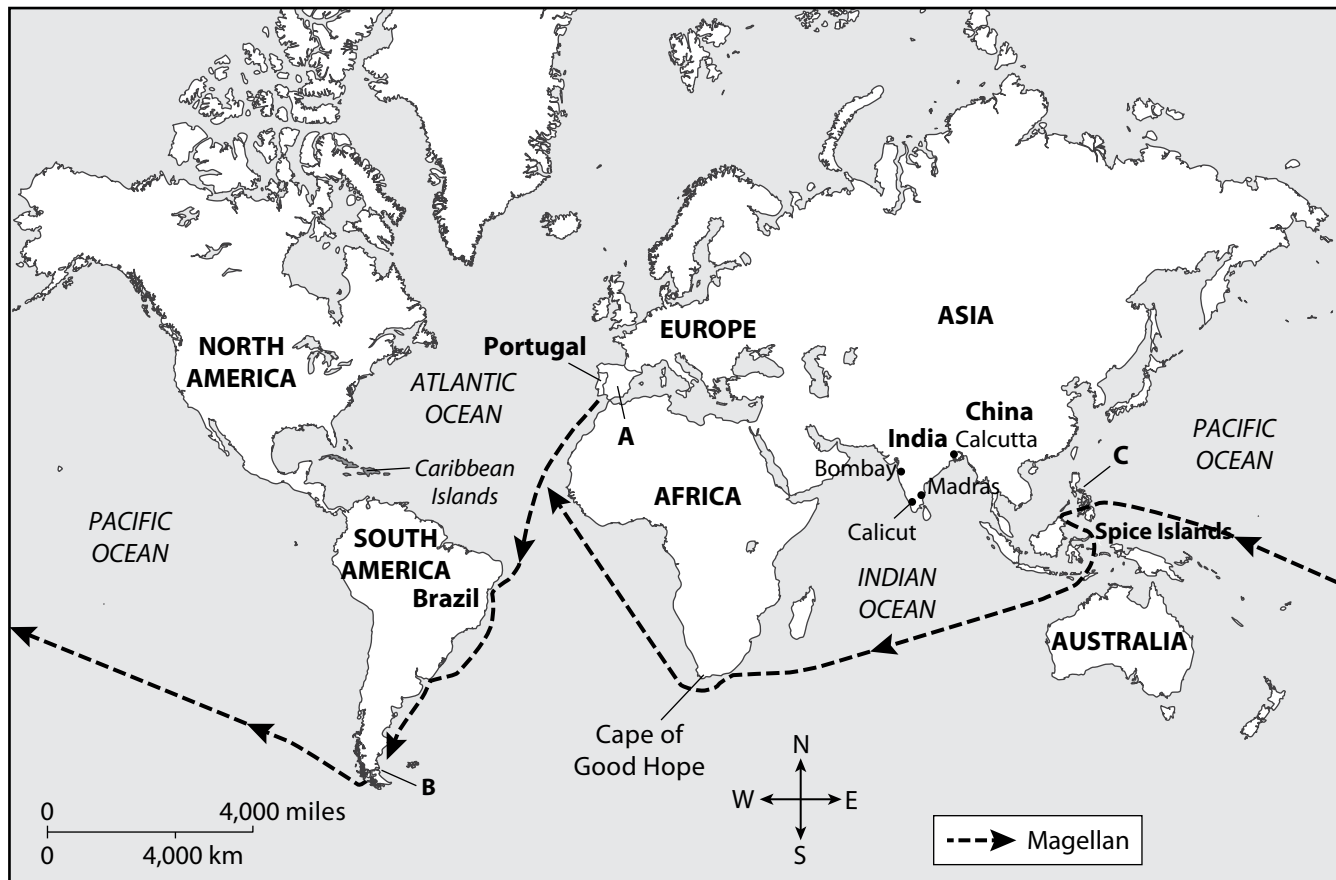 NORTH
AMERICA
ATLANTIC
OCEAN
Portugal
EUROPE
ASIA
A
China
India
Calcutta
Bombay
Madras
Calicut
C
PACIFIC
OCEAN
Caribbean
Islands
AFRICA
PACIFIC
OCEAN
SOUTH
AMERICA
Brazil
Spice Islands
INDIAN
OCEAN
AUSTRALIA
Cape of
Good Hope
B
N
W
E
S
0
4,000 miles
0
4,000 km
Magellan